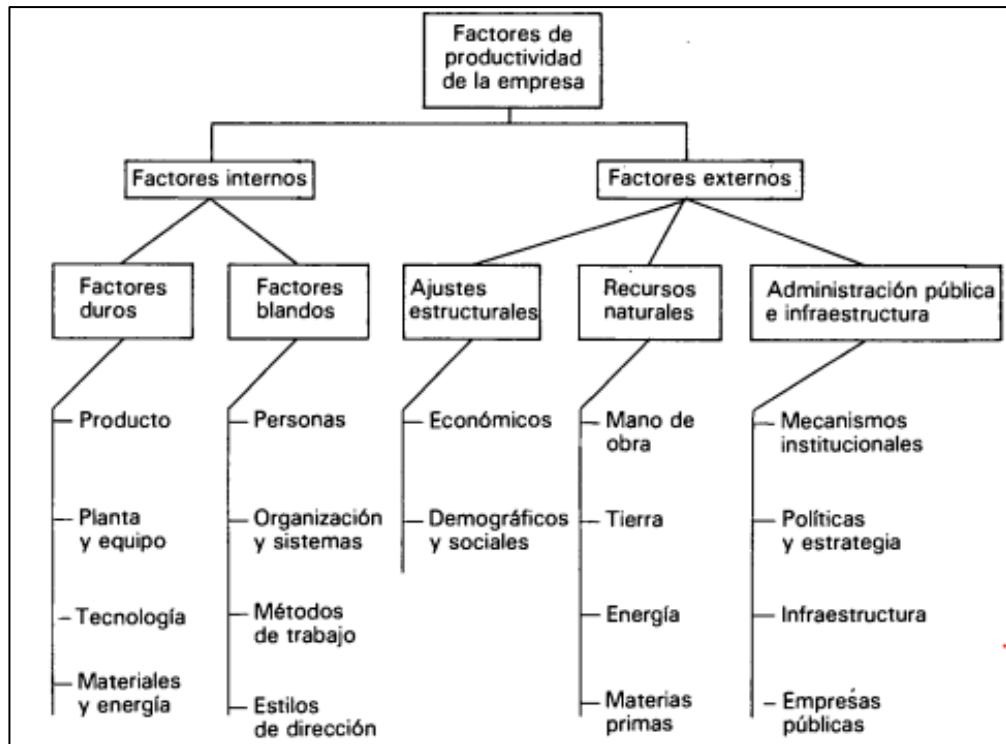 Factores de
productividad
de la empresa
Factores internos
Factores externos
Factores
duros
Factores
blandos
Ajustes
estructurales
Recursos
naturales
Administración pública
e infraestructura
Producto
Planta
y equipo
Tecnología
Materiales
y energía
Personas
Organización
y sistemas
Métodos
de trabajo
Estilos
de dirección
Económicos
Demográficos
y sociales
Mano de
obra
Tierra
Energía
Materias
primas
Mecanismos
institucionales
Políticas
y estrategia
Infraestructura
Empresas
públicas